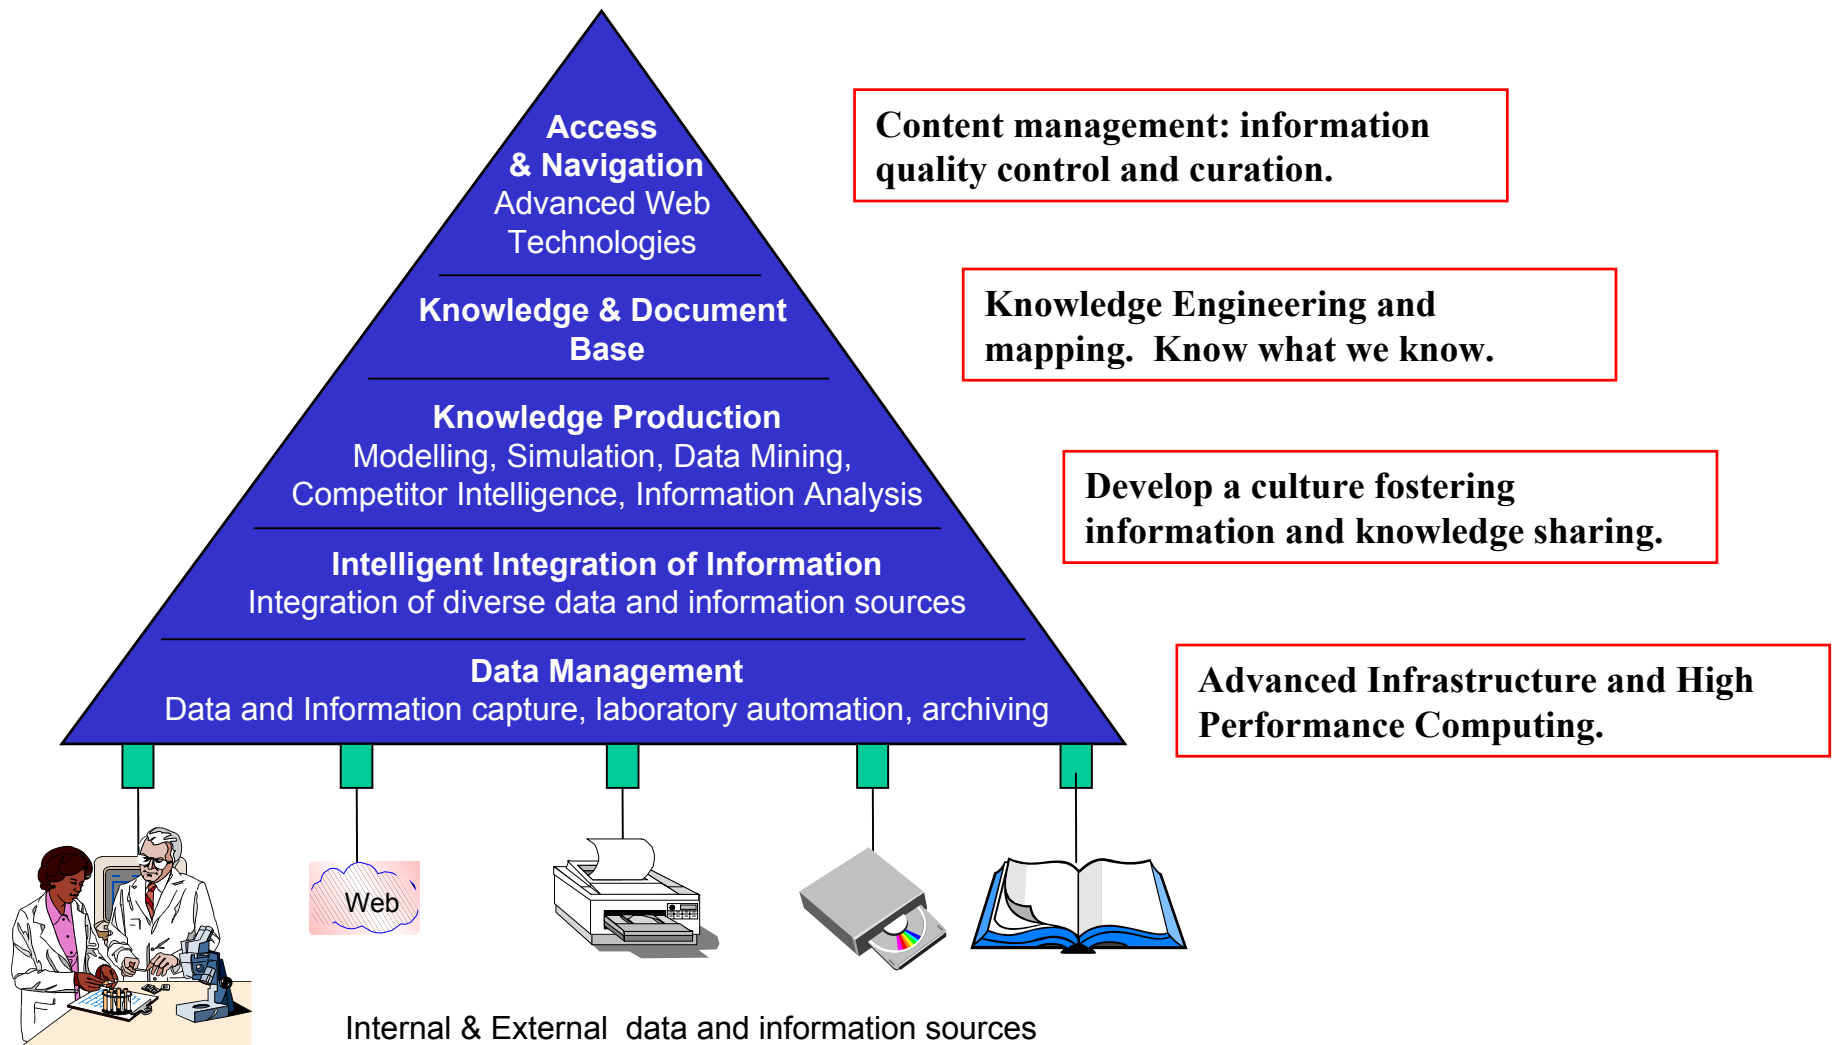 Access
& Navigation
Advanced Web
Technologies
Knowledge & Document
Base
Knowledge Production
Modelling, Simulation, Data Mining,
Competitor Intelligence, Information Analysis
Intelligent Integration of Information
Integration of diverse data and information sources
Data Management
Data and Information capture, laboratory automation, archiving
Content management: information
quality control and curation.
Knowledge Engineering and
mapping.  Know what we know.
Develop a culture fostering
information and knowledge sharing.
Advanced Infrastructure and High
Performance Computing.
Web
Internal & External  data and information sources